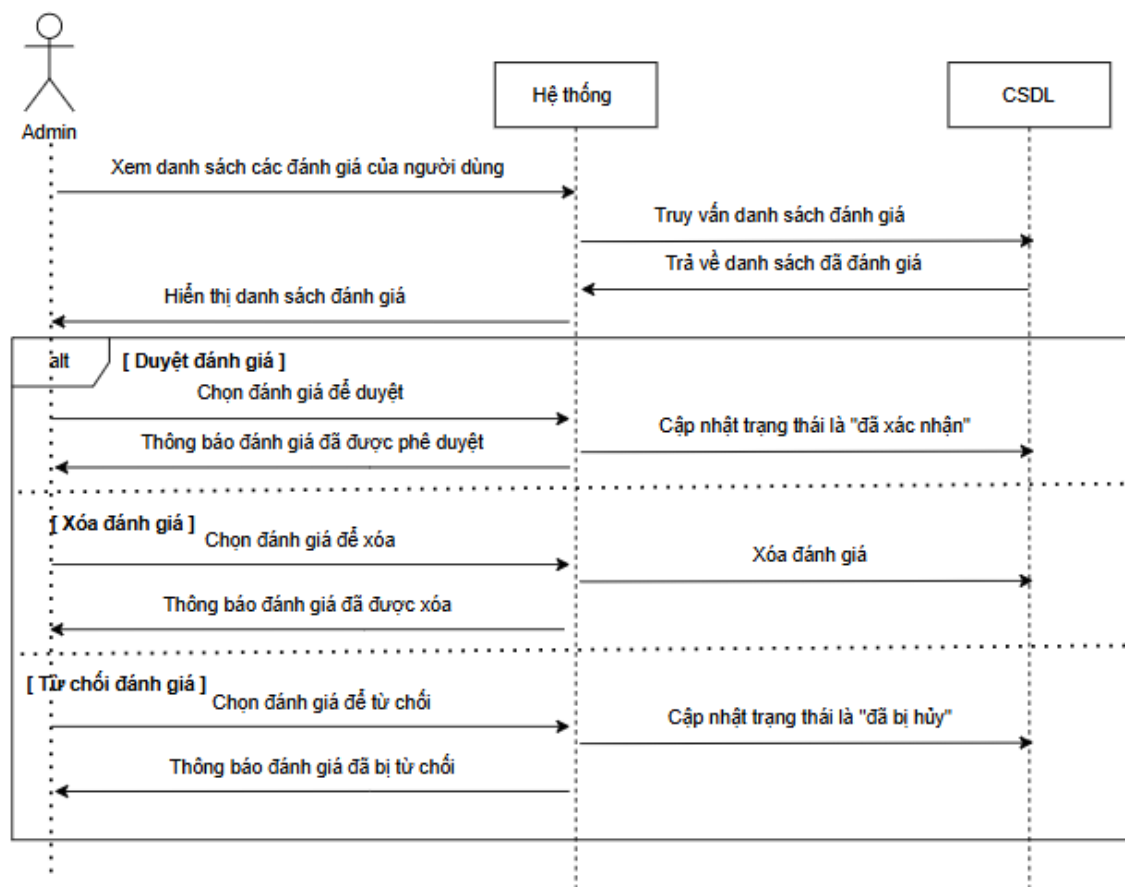 Admin
Hệ thống
CSDL
Xem danh sách các đánh giá của người dùng
Truy vấn danh sách đánh giá
Trả về danh sách đã đánh giá
Hiển thị danh sách đánh giá
alt
[ Duyệt đánh giá ]
Chọn đánh giá để duyệt
Cập nhật trạng thái là "đã xác nhận"
Thông báo đánh giá đã được phê duyệt
[ Xóa đánh giá ]
Chọn đánh giá để xóa
Xóa đánh giá
Thông báo đánh giá đã được xóa
[ Từ chối đánh giá ]
Chọn đánh giá để từ chối
Cập nhật trạng thái là "đã bị hủy"
Thông báo đánh giá đã bị từ chối